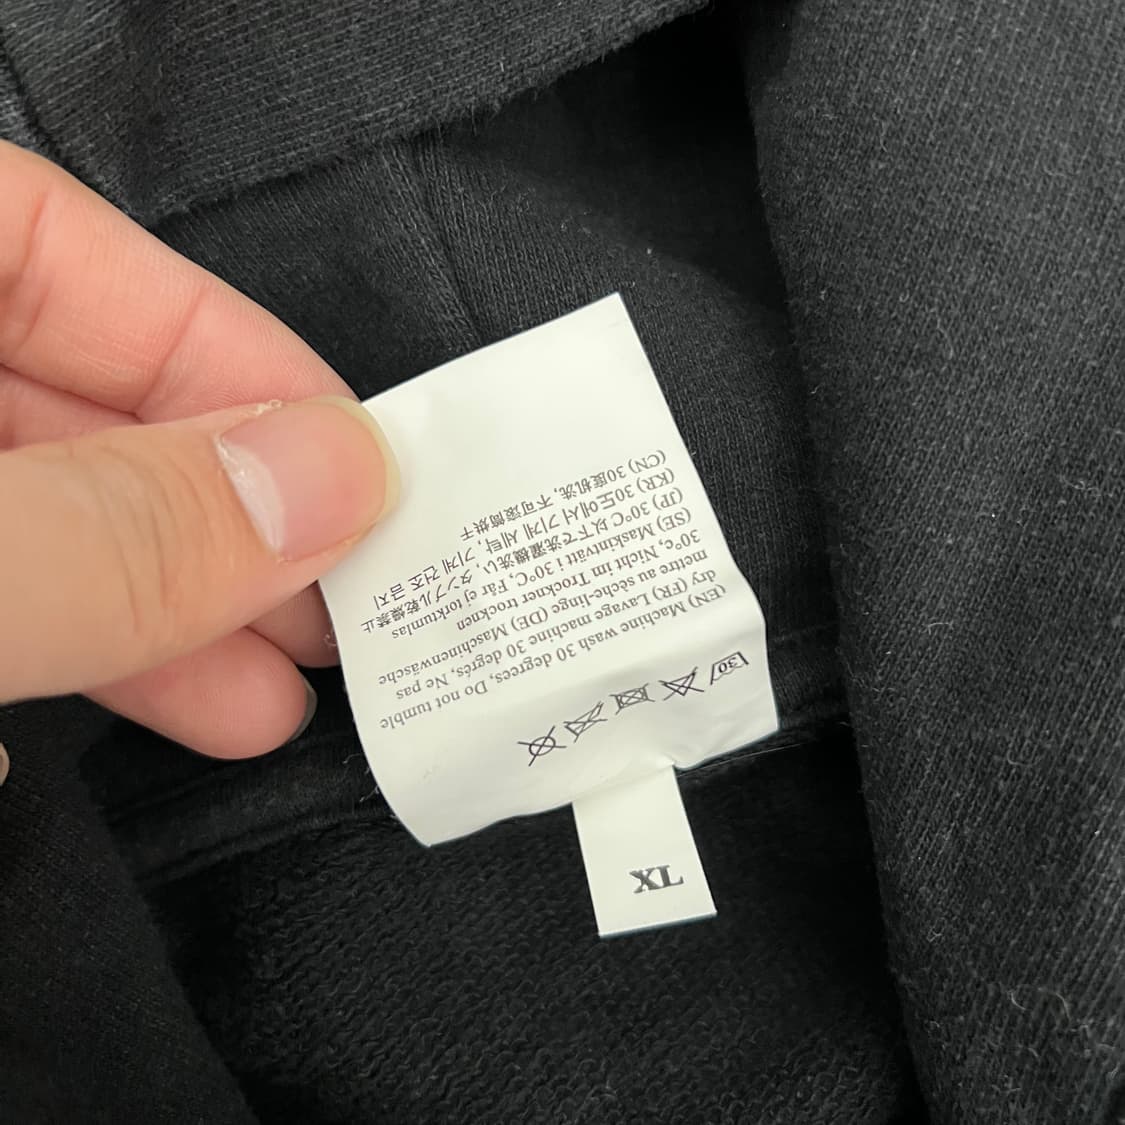 30
(EN) Machine wash 30 degrees, Do not tumble
dry (FR) Lavage machine 30 degrés, Ne pas
mettre au sèche-linge (DE) Maschinenwäsche
30°C, Nicht im Trockner trocknen
(SE) Maskintvätt i 30°C, Får ej torktumlas
(JP) 30°C以下で洗濯機洗い, タンブル乾燥禁止
(KR) 30도에서 기계 세탁, 기계 건조 금지
(CN) 30度机洗, 不可滚筒烘干
XL